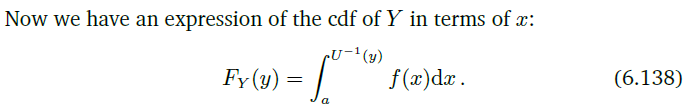 Now we have an expression of the cdf of Y in terms of x:
F_Y(y) = ∫_a^{U^{-1}(y)} f(x)dx . (6.138)